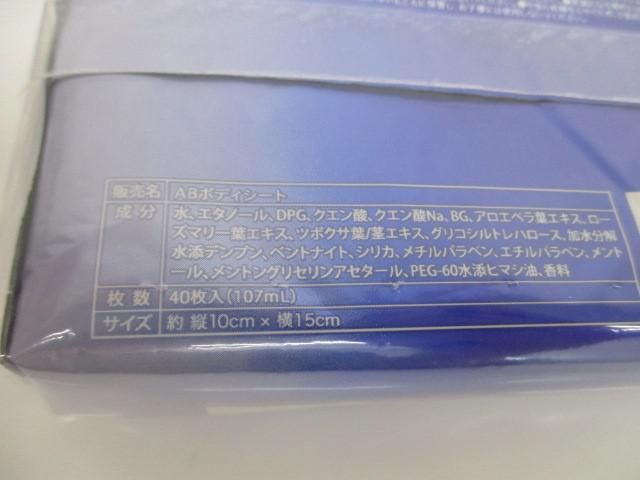 販売名 ABボディシート
成分 水、エタノール、DPG、クエン酸、クエン酸Na、BG、アロエベラ葉エキス、ロー
ズマリー葉エキス、ツボクサ葉/茎エキス、グリコシルトレハロース、加水分解
水添デンプン、ベントナイト、シリカ、メチルパラベン、エチルパラベン、メント
ール、メントングリセリンアセタール、PEG-60水添ヒマシ油、香料
枚数 40枚入(107mL)
サイズ 約 縦10cm×横15cm